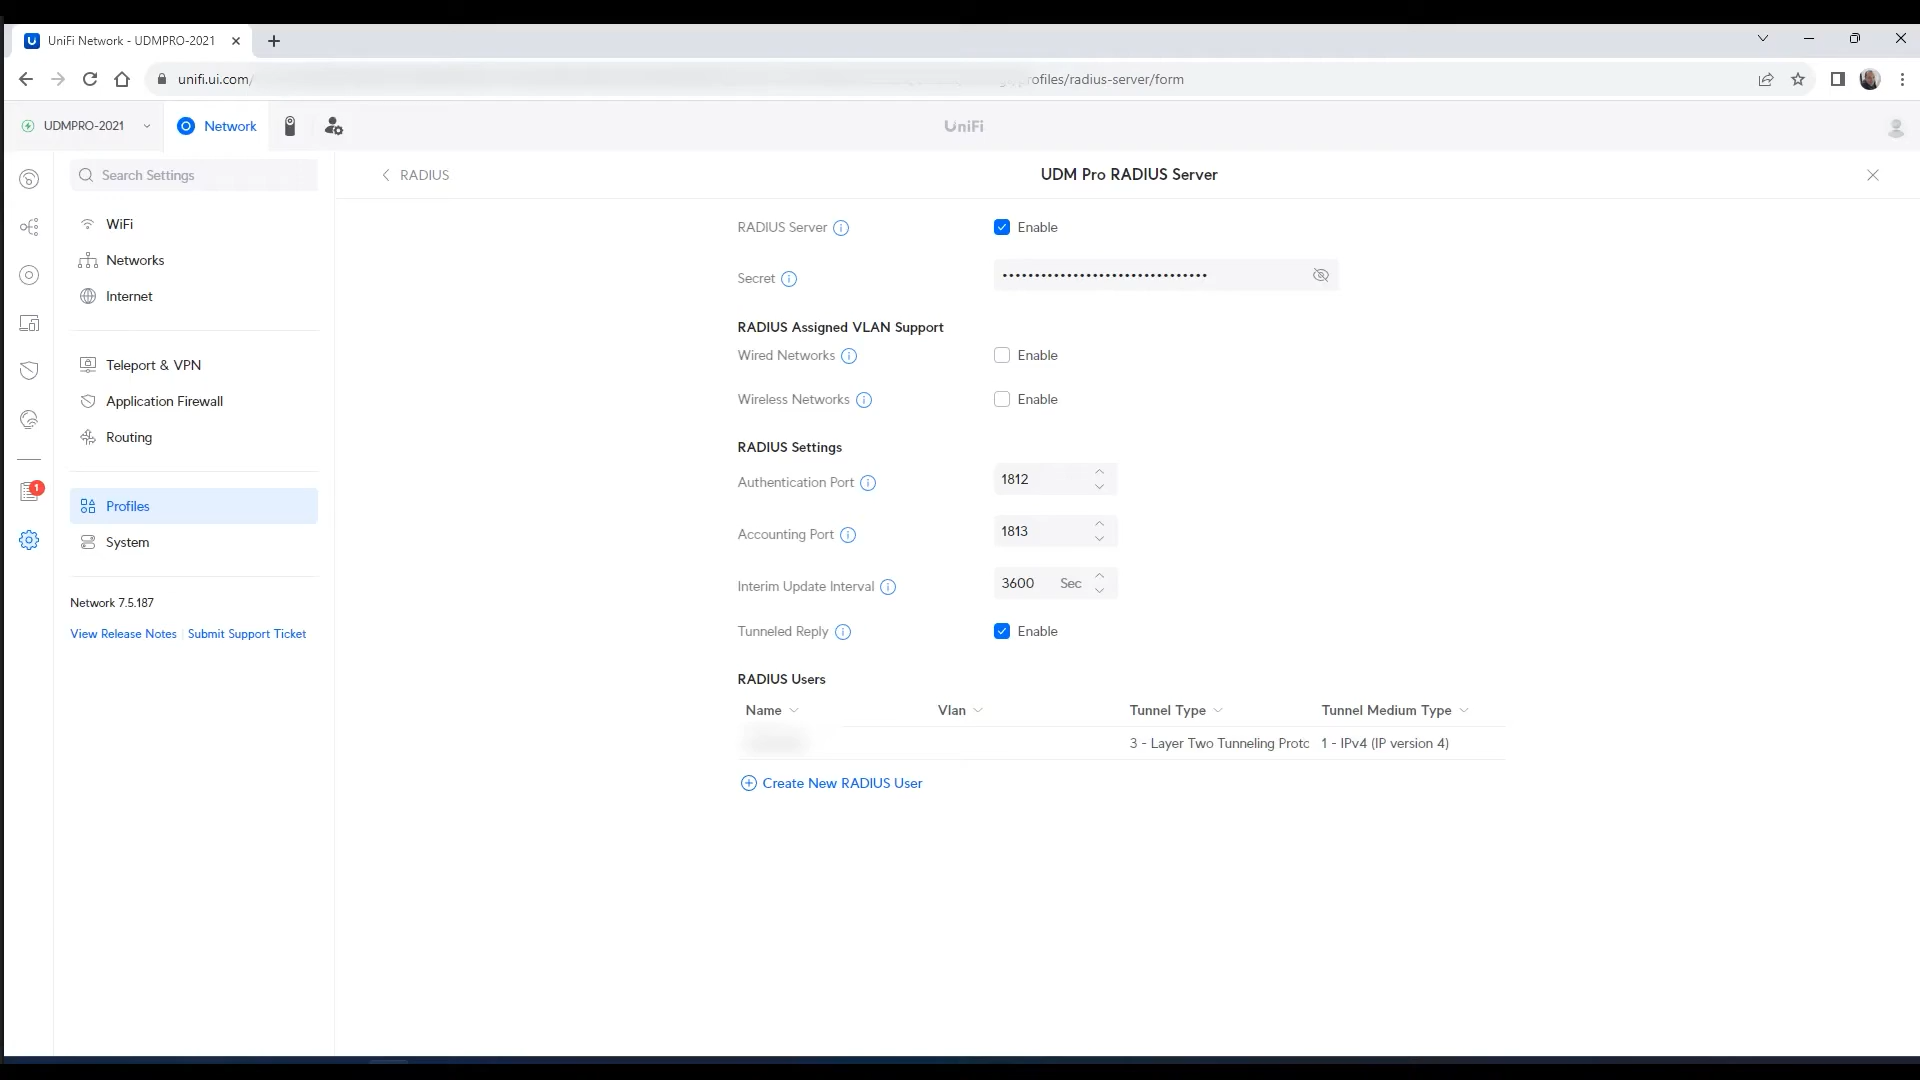 UniFi Network - UDMPRO-2021
unifi.ui.com/
rofiles/radius-server/form
UDMPRO-2021
Network
UniFi
Search Settings
RADIUS
UDM Pro RADIUS Server
WiFi
Networks
Internet
Teleport & VPN
Application Firewall
Routing
1
Profiles
System
Network 7.5.187
View Release Notes
Submit Support Ticket
RADIUS Server Enable
Secret ••••••••••••••••••••••••••••••••
RADIUS Assigned VLAN Support
Wired Networks Enable
Wireless Networks Enable
RADIUS Settings
Authentication Port 1812
Accounting Port 1813
Interim Update Interval 3600 Sec
Tunneled Reply Enable
RADIUS Users
Name Vlan Tunnel Type Tunnel Medium Type
3 - Layer Two Tunneling Protc 1 - IPv4 (IP version 4)
Create New RADIUS User